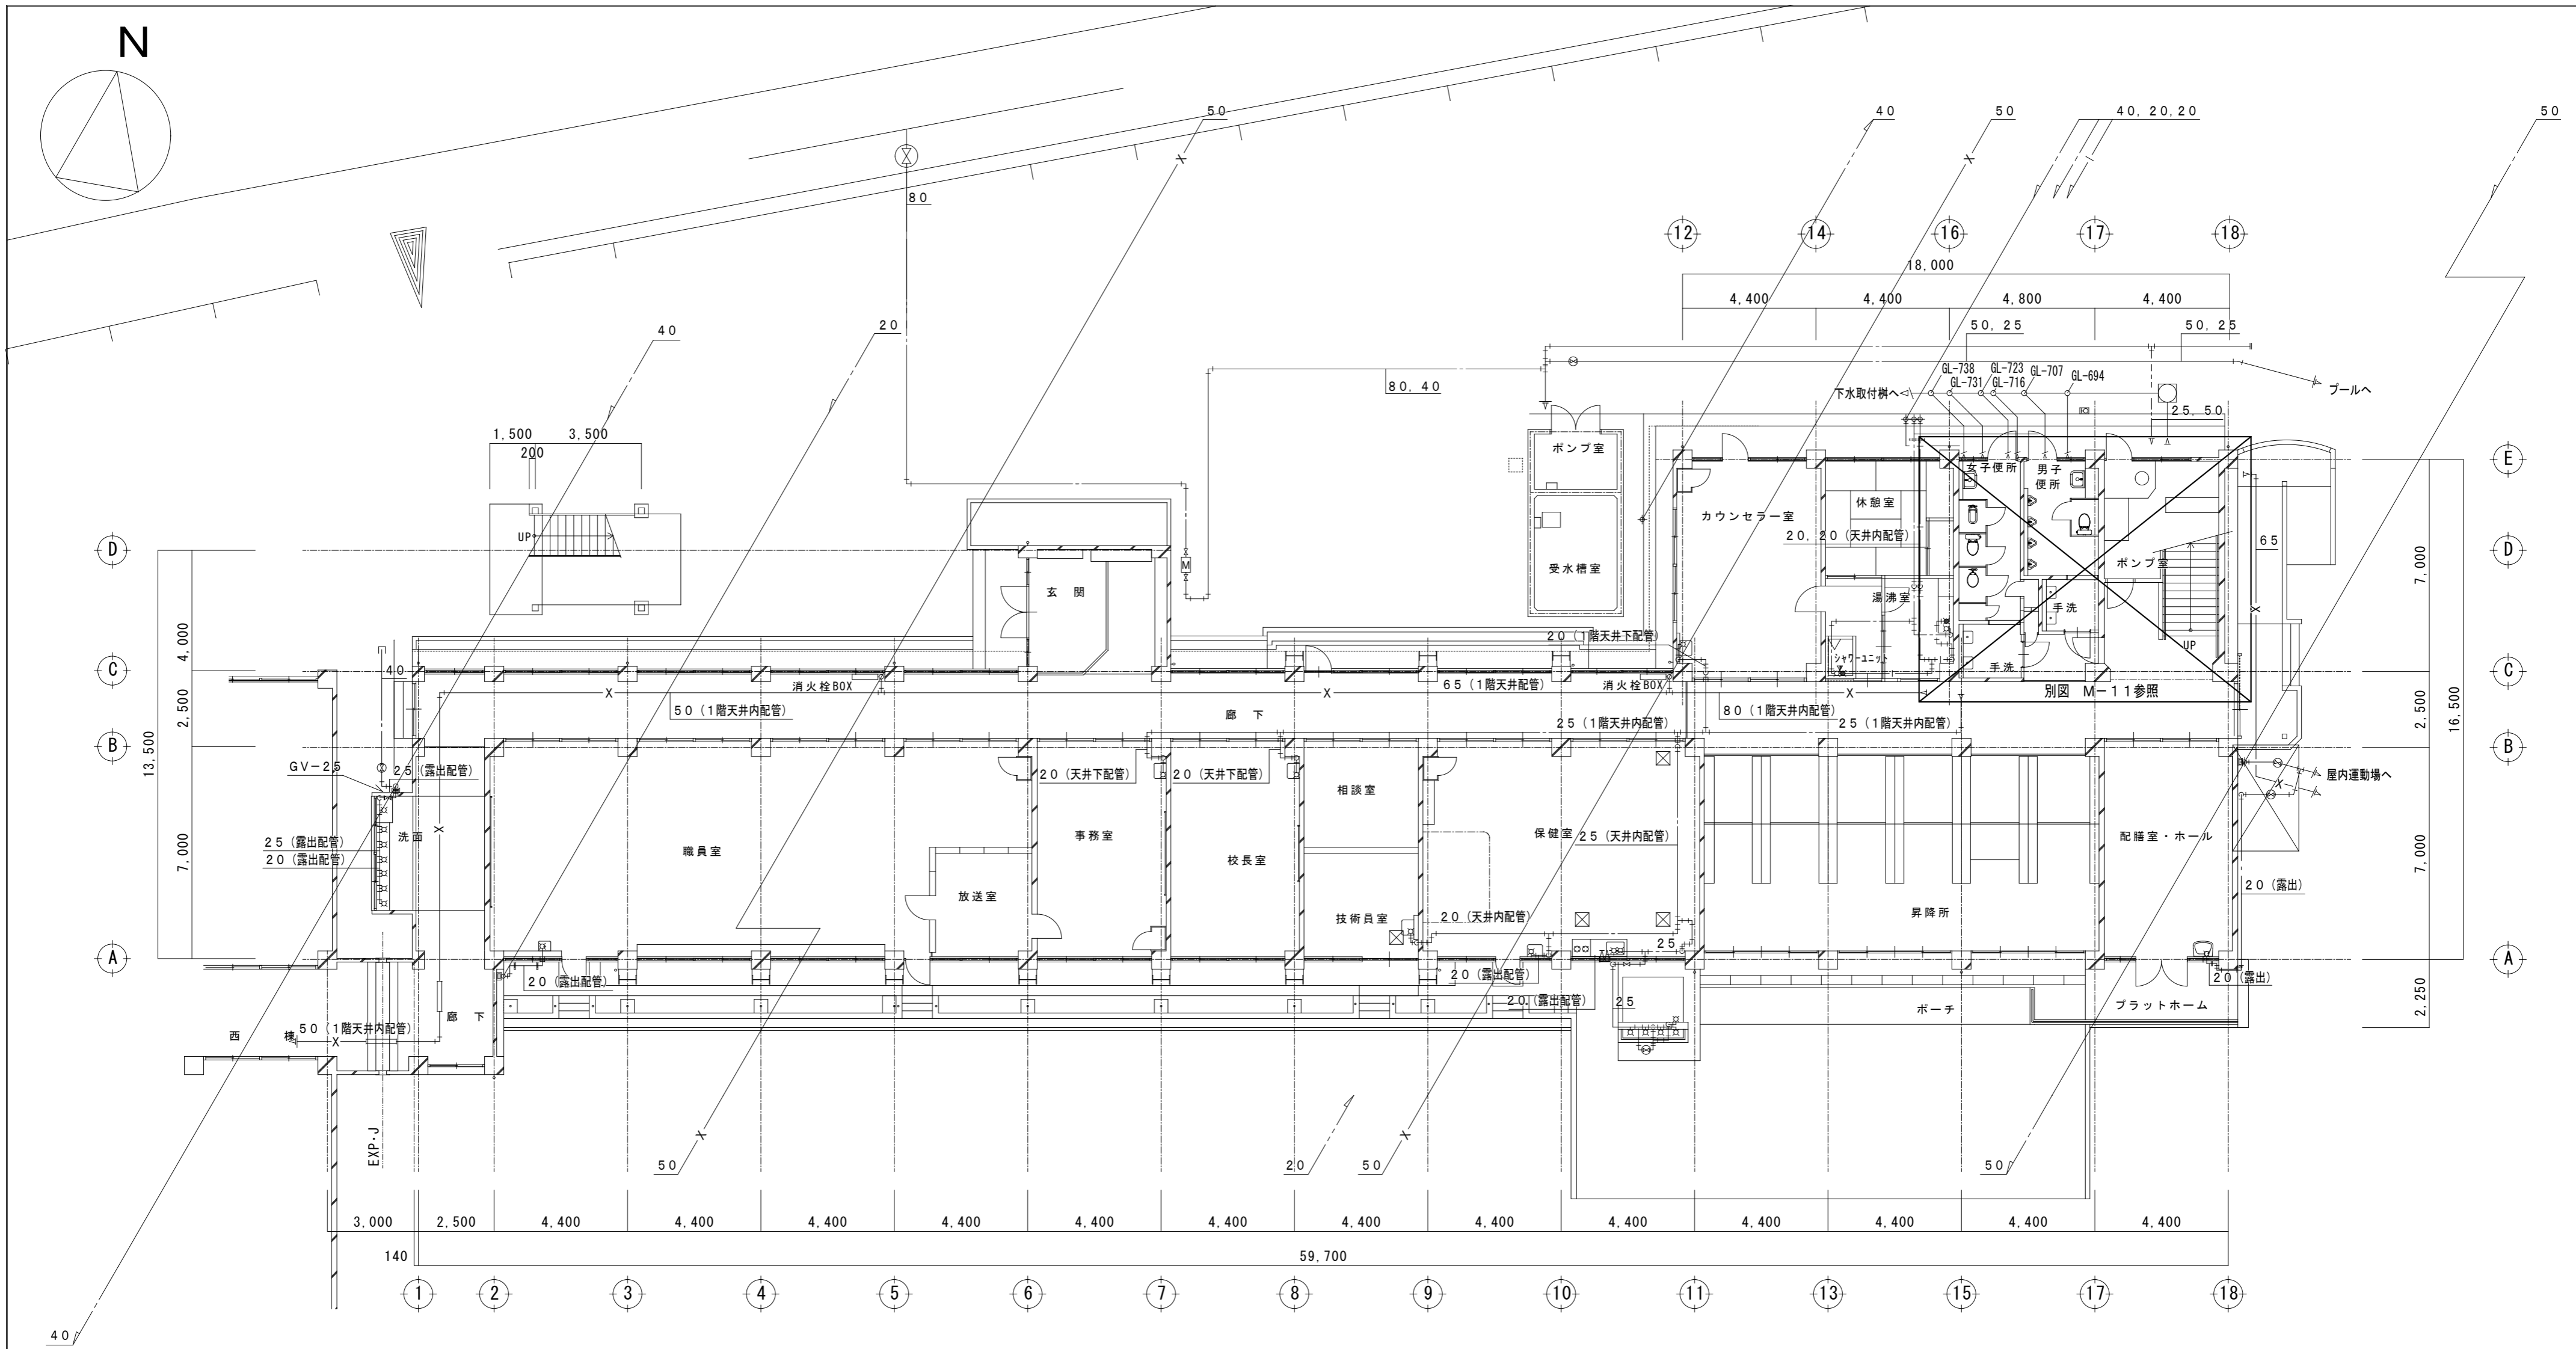 N
50
40
50
40, 20, 20
50
80
12
14
16
17
18
18,000
4,400
4,400
4,800
4,400
40
20
50, 25
50, 25
80, 40
GL-738
GL-723
GL-707
GL-694
GL-731
GL-716
下水取付桝へ
プールへ
25, 50
1,500
3,500
200
ポンプ室
E
女子便所
男子
便所
休憩室
カウンセラー室
20, 20 (天井内配管)
UP
D
65
D
ポンプ室
受水槽室
7,000
玄 関
湯沸室
手洗
4,000
20 (1階天井下配管)
UP
シャワーユニット
手洗
C
40
消火栓BOX
X
65 (1階天井内配管)
消火栓BOX
X
別図 M-11参照
C
50 (1階天井内配管)
廊 下
80 (1階天井内配管)
2,500
25 (1階天井内配管)
25 (1階天井内配管)
2,500
16,500
B
B
13,500
GV-25
25 (露出配管)
20 (天井下配管)
20 (天井下配管)
屋内運動場へ
相談室
洗面
事務室
保健室
25 (天井内配管)
配膳室・ホール
25 (露出配管)
職員室
校長室
20 (露出配管)
7,000
7,000
20 (露出)
放送室
技術員室
20 (天井内配管)
昇降所
25
A
A
20 (露出配管)
20 (露出配管)
20 (露出)
20 (露出配管)
25
ポーチ
プラットホーム
2,250
廊 下
西 棟
50 (1階天井内配管)
EXP・J
50
20
50
50
3,000
2,500
4,400
4,400
4,400
4,400
4,400
4,400
4,400
4,400
4,400
4,400
4,400
4,400
4,400
140
59,700
1
2
3
4
5
6
7
8
9
10
11
13
15
17
18
40